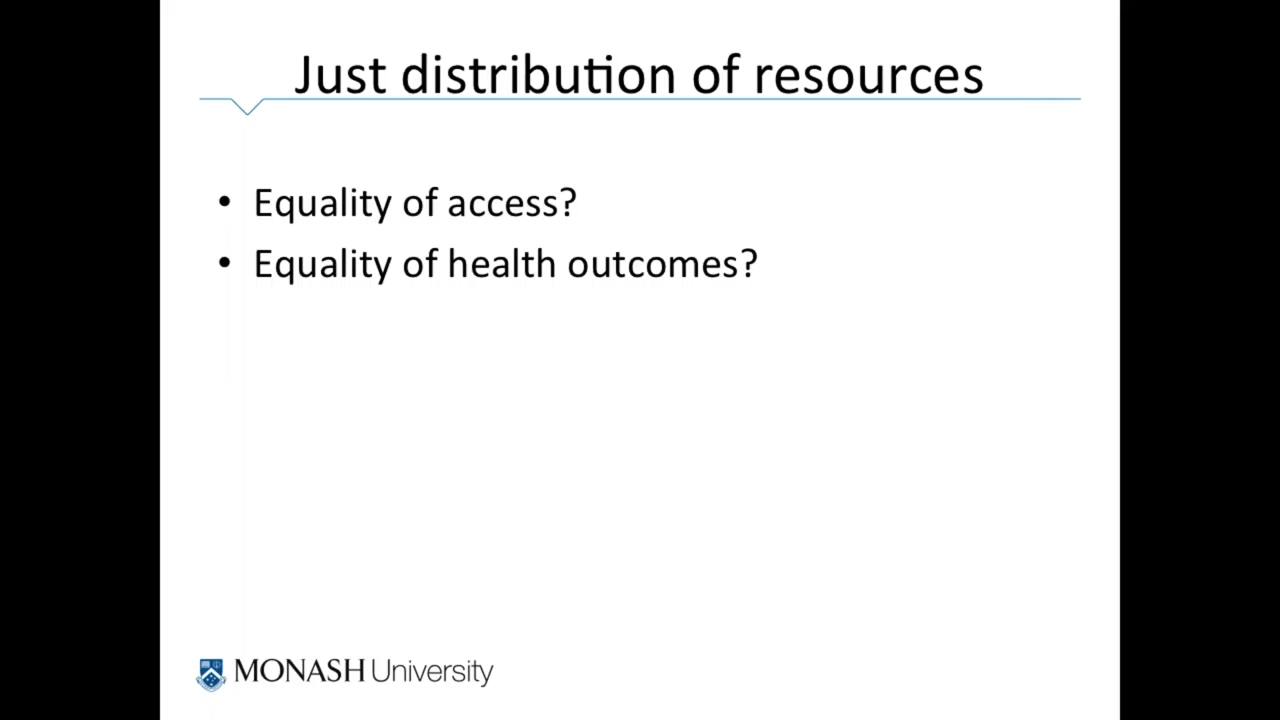 Just distribution of resources
• Equality of access?
• Equality of health outcomes?
MONASH University